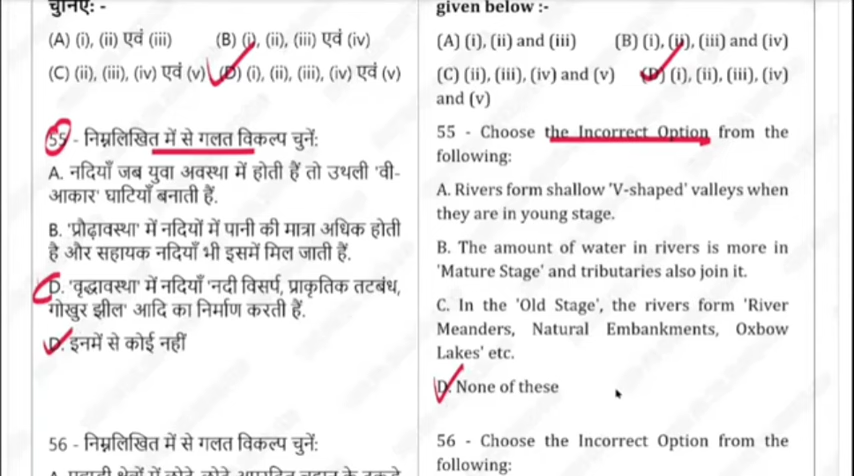 चुनिए: -
(A) (i), (ii) एवं (iii) (B) (i), (ii), (iii) एवं (iv)
(C) (ii), (iii), (iv) एवं (v) (D) (i), (ii), (iii), (iv) एवं (v)
55 - निम्नलिखित में से गलत विकल्प चुनें:
A. नदियाँ जब युवा अवस्था में होती हैं तो उथली 'वी-
आकार' घाटियाँ बनाती हैं.
B. 'प्रौढ़ावस्था' में नदियों में पानी की मात्रा अधिक होती
है और सहायक नदियाँ भी इसमें मिल जाती हैं.
D. 'वृद्धावस्था' में नदियाँ 'नदी विसर्प, प्राकृतिक तटबंध,
गोखुर झील' आदि का निर्माण करती हैं.
D. इनमें से कोई नहीं
56 - निम्नलिखित में से गलत विकल्प चुनें:
given below :-
(A) (i), (ii) and (iii) (B) (i), (ii), (iii) and (iv)
(C) (ii), (iii), (iv) and (v) (D) (i), (ii), (iii), (iv)
and (v)
55 - Choose the Incorrect Option from the
following:
A. Rivers form shallow 'V-shaped' valleys when
they are in young stage.
B. The amount of water in rivers is more in
'Mature Stage' and tributaries also join it.
C. In the 'Old Stage', the rivers form 'River
Meanders, Natural Embankments, Oxbow
Lakes' etc.
D. None of these
56 - Choose the Incorrect Option from the
following: